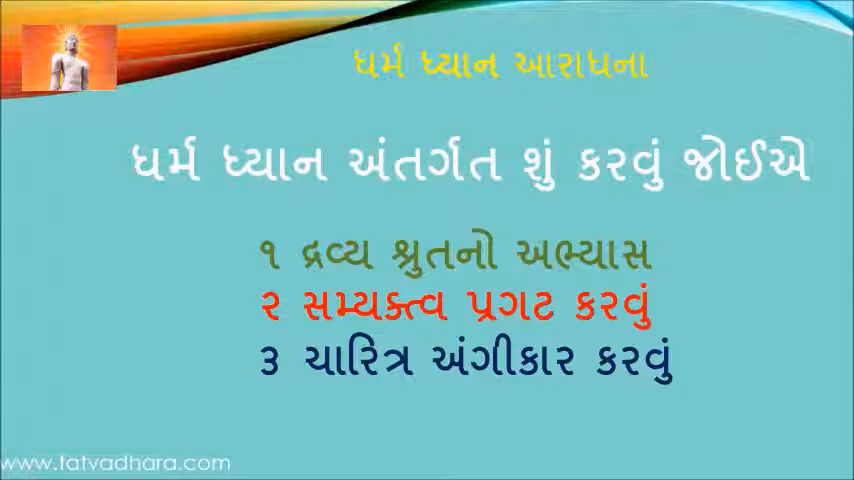 ધર્મ ધ્યાન આરાધના
ધર્મ ધ્યાન અંતર્ગત શું કરવું જોઈએ
૧ દ્રવ્ય શ્રુતનો અભ્યાસ
૨ સમ્યક્ત્વ પ્રગટ કરવું
૩ ચારિત્ર અંગીકાર કરવું
www.tatvadhara.com